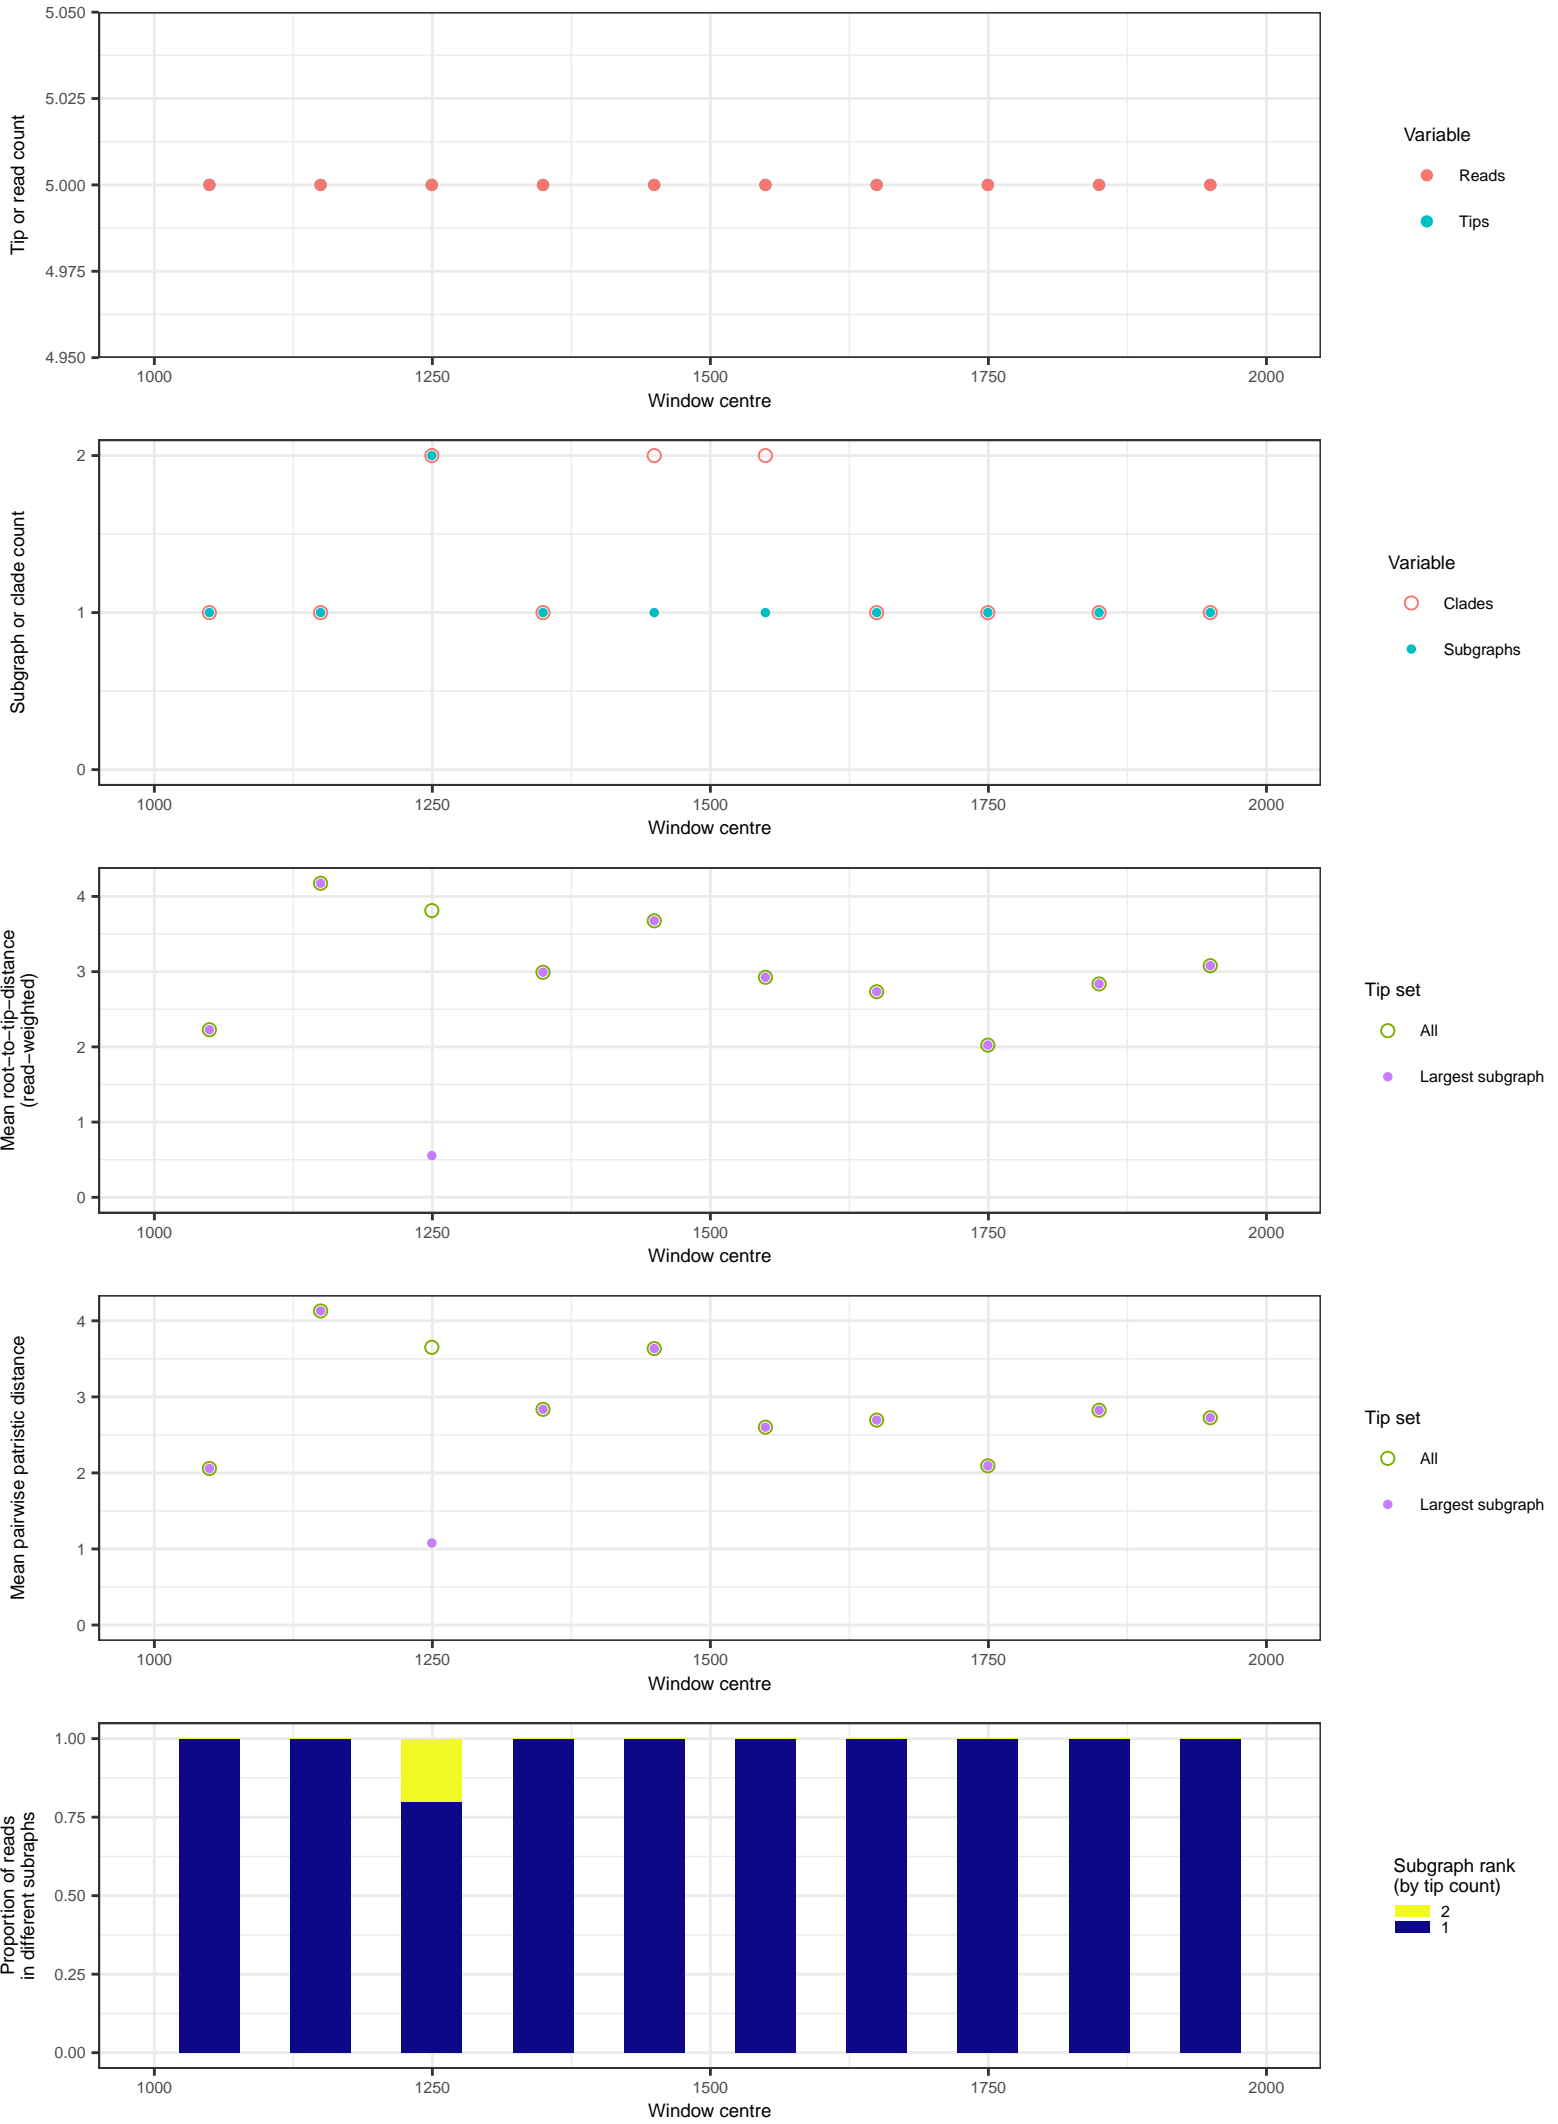 5.050
5.025
5.000
4.975
4.950
Tip or read count
1000 1250 1500 1750 2000
Window centre
Variable
Reads
Tips
2
1
0
Subgraph or clade count
1000 1250 1500 1750 2000
Window centre
Variable
Clades
Subgraphs
4
3
2
1
0
Mean root−to−tip−distance
(read−weighted)
1000 1250 1500 1750 2000
Window centre
Tip set
All
Largest subgraph
4
3
2
1
0
Mean pairwise patristic distance
1000 1250 1500 1750 2000
Window centre
Tip set
All
Largest subgraph
1.00
0.75
0.50
0.25
0.00
Proportion of reads
in different subraphs
1000 1250 1500 1750 2000
Window centre
Subgraph rank
(by tip count)
2
1